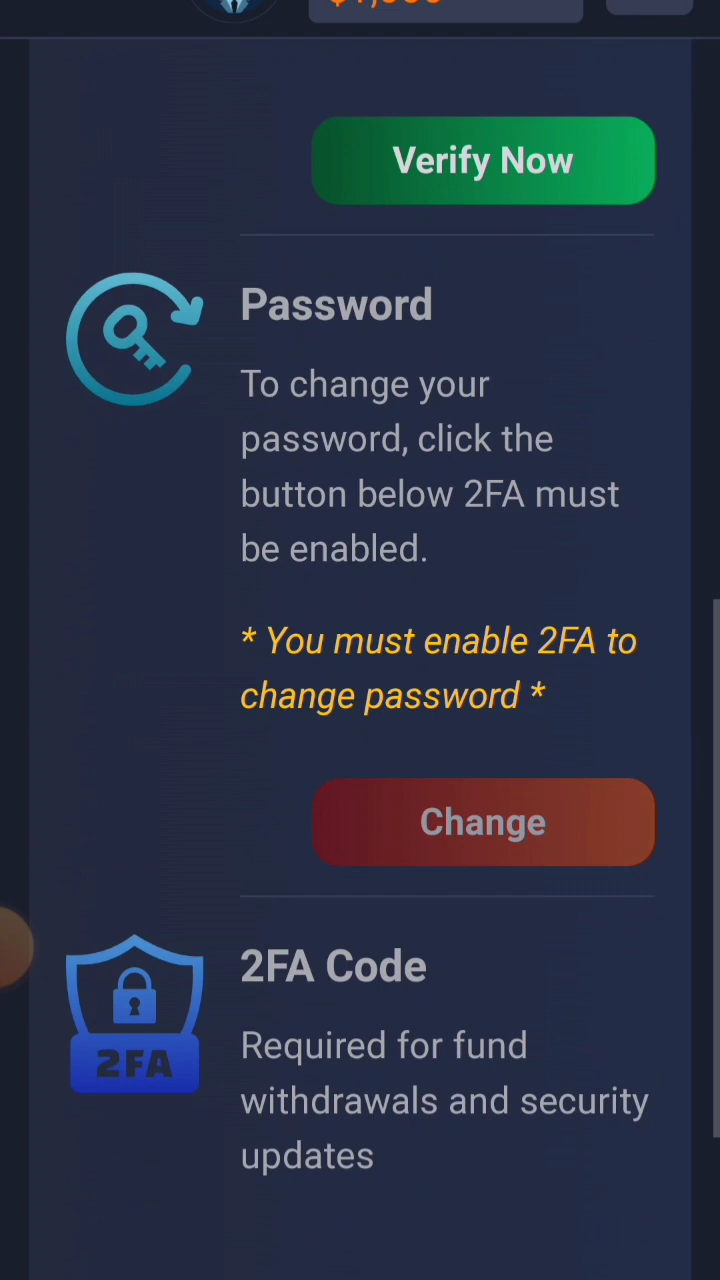 Verify Now
Password
To change your
password, click the
button below 2FA must
be enabled.
* You must enable 2FA to
change password *
Change
2FA Code
2FA
Required for fund
withdrawals and security
updates